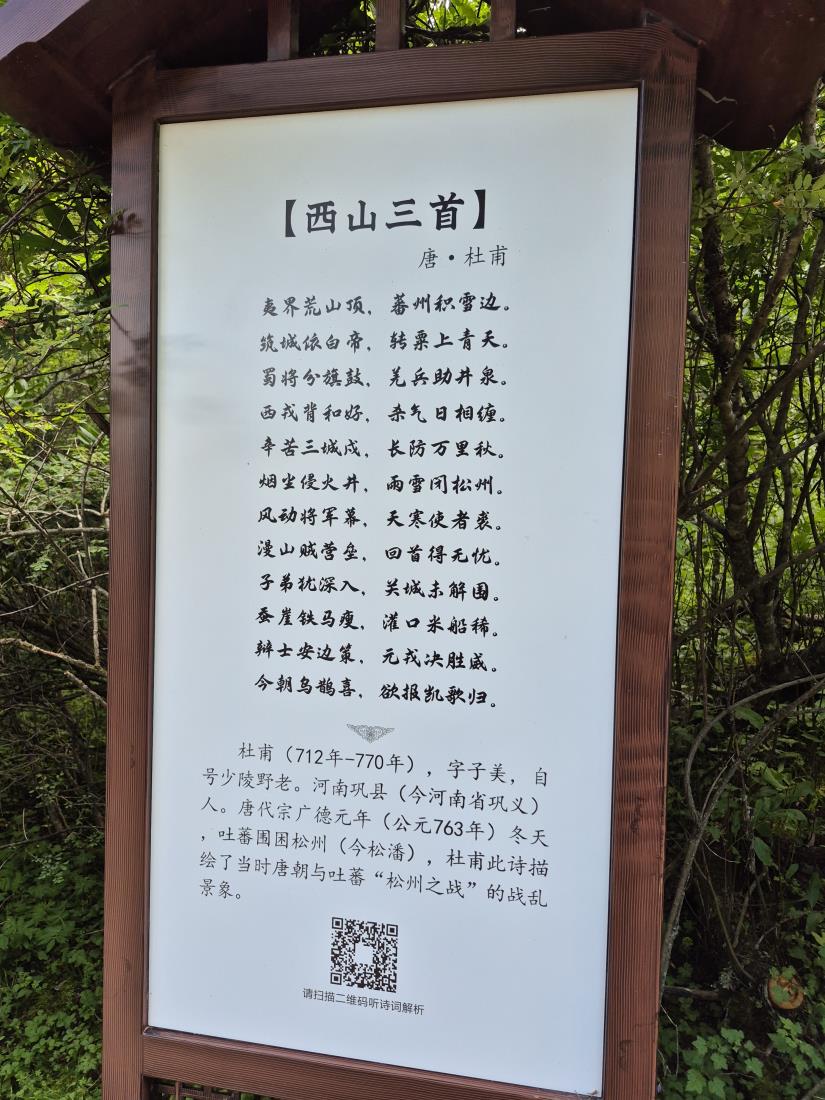 【西山三首】
唐·杜甫
夷界荒山顶，蕃州积雪边。
筑城依白帝，转粟上青天。
蜀将分旗鼓，羌兵助井泉。
西戎背和好，杀气日相缠。
辛苦三城戍，长防万里秋。
烟尘侵火井，雨雪闭松州。
风动将军幕，天寒使者裘。
漫山贼营垒，回首得无忧。
子弟犹深入，关城未解围。
蚕崖铁马瘦，灌口米船稀。
辩士安边策，元戎决胜威。
今朝乌鹊喜，欲报凯歌归。
杜甫（712年-770年），字子美，自
号少陵野老。河南巩县（今河南省巩义）
人。唐代宗广德元年（公元763年）冬天
，吐蕃围困松州（今松潘），杜甫此诗描
绘了当时唐朝与吐蕃“松州之战”的战乱
景象。
请扫描二维码听诗词解析